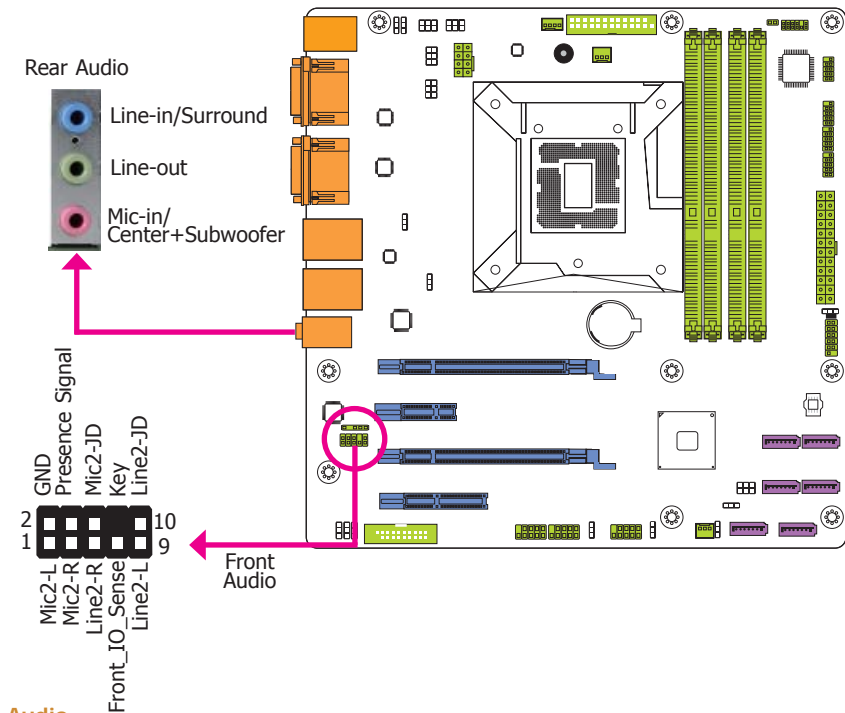 Rear Audio
Line-in/Surround
Line-out
Mic-in/
Center+Subwoofer
GND
Presence Signal
Mic2-JD
Key
Line2-JD
2
10
1
9
Mic2-L
Mic2-R
Line2-R
Front_IO_Sense
Line2-L
Front
Audio
Audio